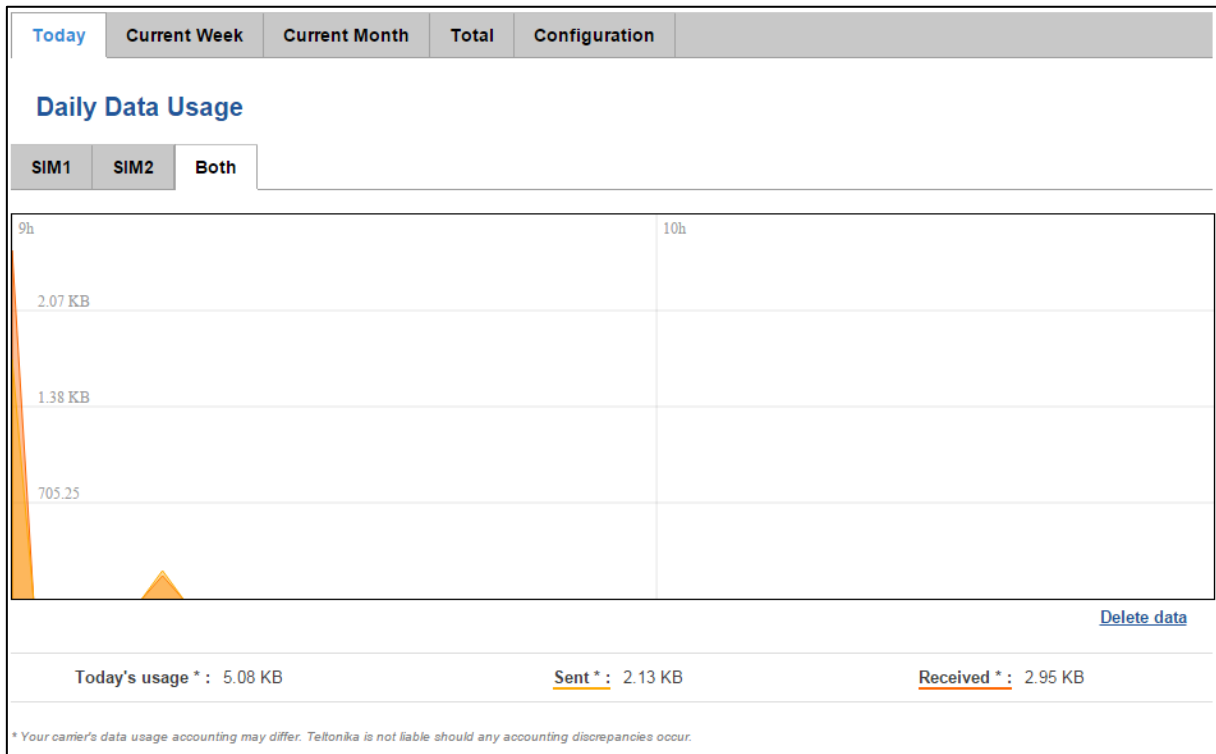 Today Current Week Current Month Total Configuration
Daily Data Usage
SIM1 SIM2 Both
9h 10h
2.07 KB
1.38 KB
705.25
Delete data
Today's usage * : 5.08 KB Sent * : 2.13 KB Received * : 2.95 KB
* Your carrier's data usage accounting may differ. Teltonika is not liable should any accounting discrepancies occur.